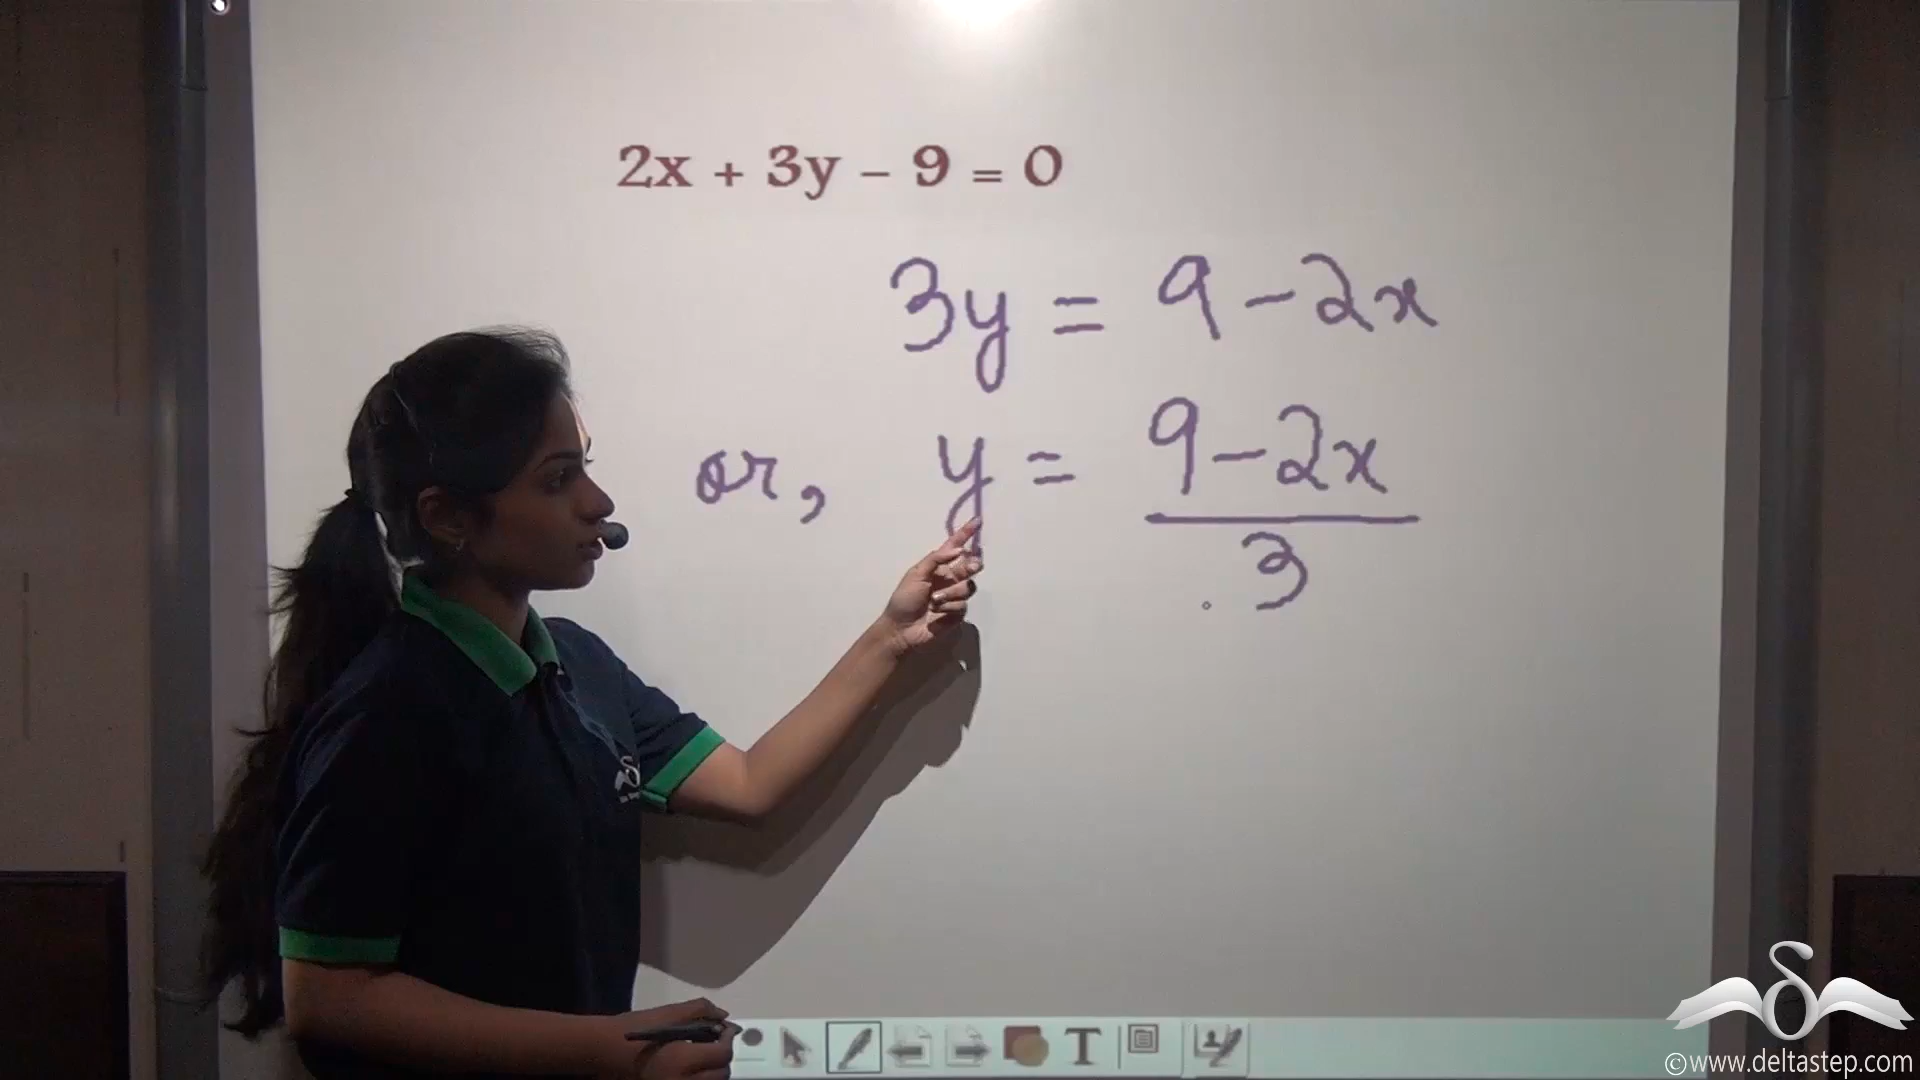 2x + 3y – 9 = 0
3y = 9 – 2x
or, y = 9 – 2x
3
T
©www.deltastep.com